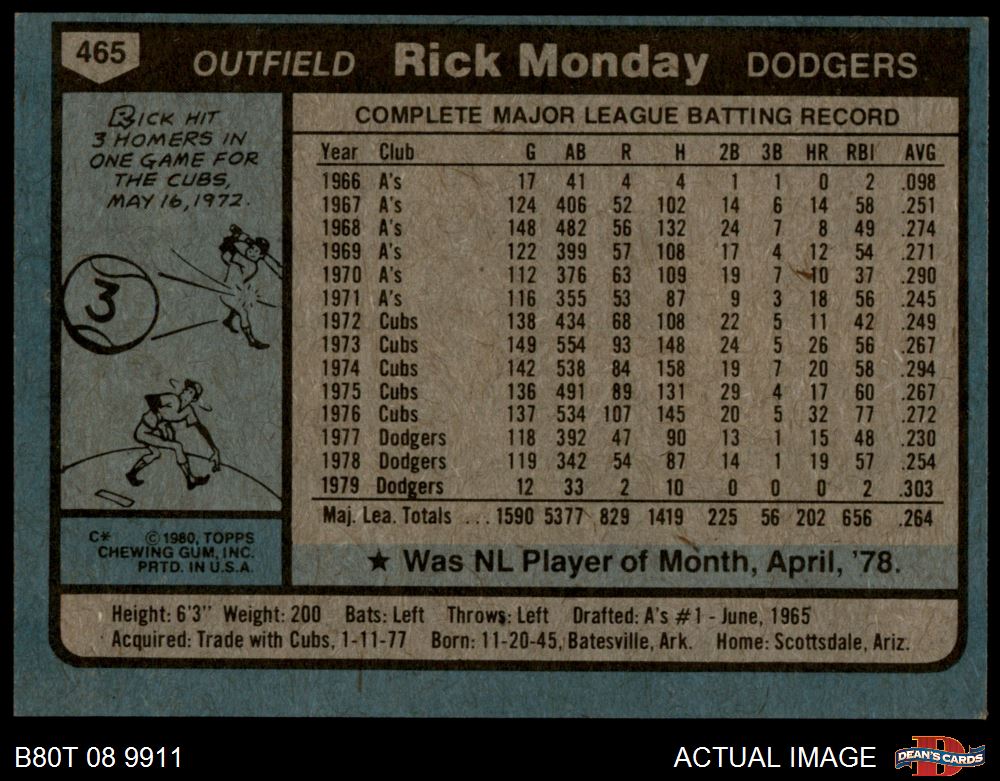 465 OUTFIELD Rick Monday DODGERS
RICK HIT
3 HOMERS IN
ONE GAME FOR
THE CUBS,
MAY 16, 1972.
3
C* © 1980, TOPPS
CHEWING GUM, INC.
PRTD. IN U.S.A.
COMPLETE MAJOR LEAGUE BATTING RECORD
Year Club G AB R H 2B 3B HR RBI AVG
1966 A's 17 41 4 4 1 1 0 2 .098
1967 A's 124 406 52 102 14 6 14 58 .251
1968 A's 148 482 56 132 24 7 8 49 .274
1969 A's 122 399 57 108 17 4 12 54 .271
1970 A's 112 376 63 109 19 7 10 37 .290
1971 A's 116 355 53 87 9 3 18 56 .245
1972 Cubs 138 434 68 108 22 5 11 42 .249
1973 Cubs 149 554 93 148 24 5 26 56 .267
1974 Cubs 142 538 84 158 19 7 20 58 .294
1975 Cubs 136 491 89 131 29 4 17 60 .267
1976 Cubs 137 534 107 145 20 5 32 77 .272
1977 Dodgers 118 392 47 90 13 1 15 48 .230
1978 Dodgers 119 342 54 87 14 1 19 57 .254
1979 Dodgers 12 33 2 10 0 0 0 2 .303
Maj. Lea. Totals ... 1590 5377 829 1419 225 56 202 656 .264
★ Was NL Player of Month, April, '78.
Height: 6'3" Weight: 200 Bats: Left Throws: Left Drafted: A's #1 - June, 1965
Acquired: Trade with Cubs, 1-11-77 Born: 11-20-45, Batesville, Ark. Home: Scottsdale, Ariz.
B80T 08 9911 ACTUAL IMAGE D DEAN'S CARDS